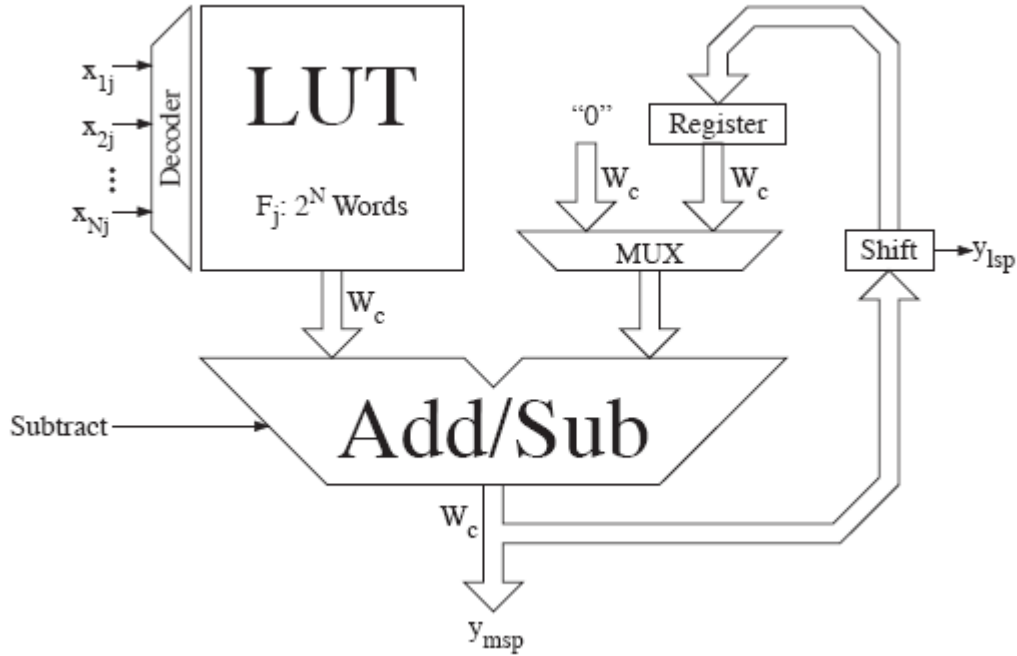 x1j
x2j
⋮
xNj
Decoder
LUT
Fj: 2^N Words
Wc
“0”
Wc
Register
Wc
MUX
Shift
ylsp
Subtract
Add/Sub
Wc
ymsp